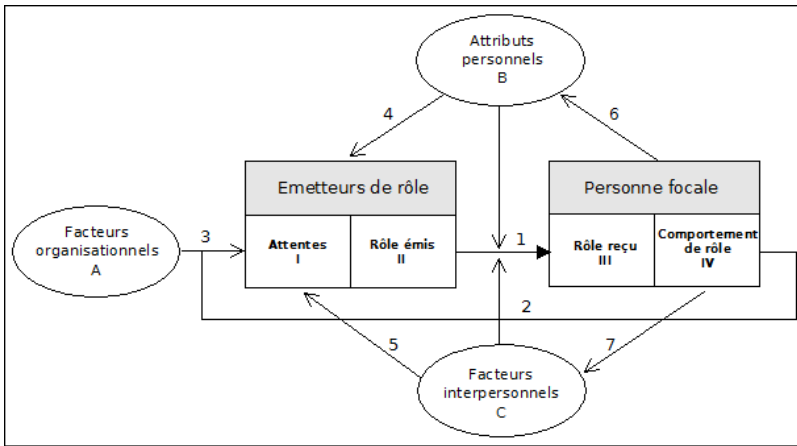 Attributs
personnels
B
4
6
Emetteurs de rôle
Personne focale
Facteurs
organisationnels
A
3
Attentes
I
Rôle émis
II
1
Rôle reçu
III
Comportement
de rôle
IV
2
5
7
Facteurs
interpersonnels
C